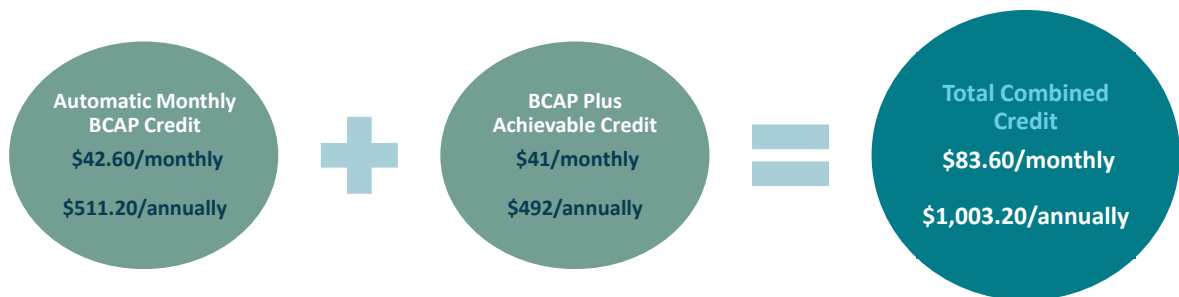 Automatic Monthly
BCAP Credit
$42.60/monthly
$511.20/annually
BCAP Plus
Achievable Credit
$41/monthly
$492/annually
Total Combined
Credit
$83.60/monthly
$1,003.20/annually